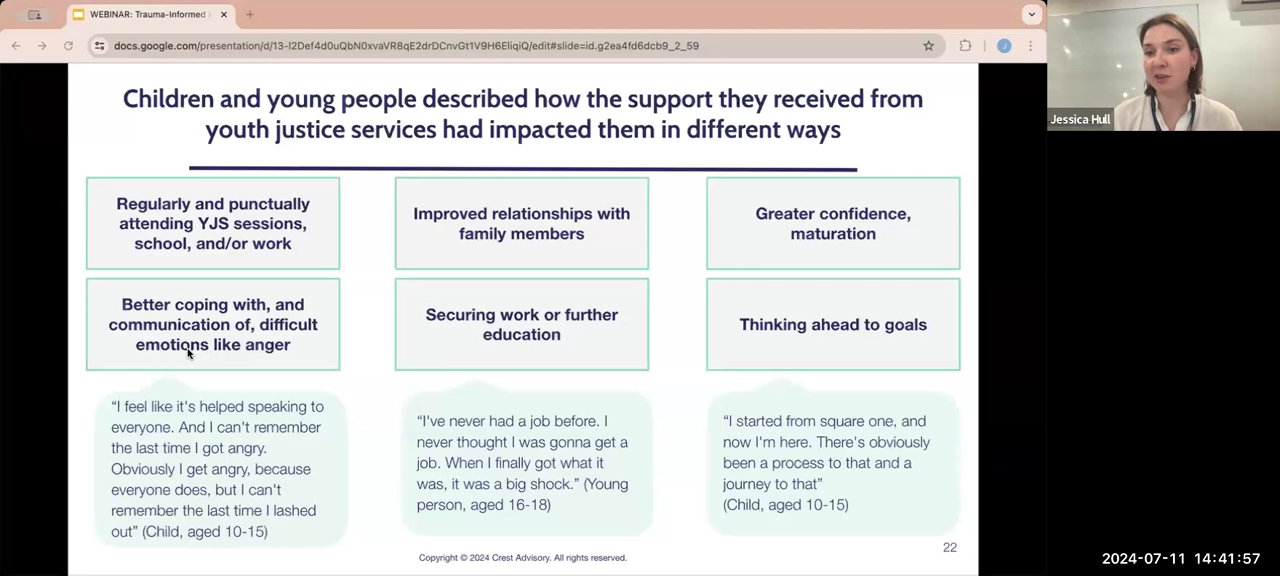 WEBINAR: Trauma-Informed
docs.google.com/presentation/d/13-I2Def4d0uQbN0xvaVR8qE2drDCnvGt1V9H6EIiqiQ/edit#slide=id.g2ea4fd6dcb9_2_59
J
Jessica Hull
Children and young people described how the support they received from
youth justice services had impacted them in different ways
Regularly and punctually
attending YJS sessions,
school, and/or work
Improved relationships with
family members
Greater confidence,
maturation
Better coping with, and
communication of, difficult
emotions like anger
Securing work or further
education
Thinking ahead to goals
“I feel like it's helped speaking to
everyone. And I can't remember
the last time I got angry.
Obviously I get angry, because
everyone does, but I can't
remember the last time I lashed
out” (Child, aged 10-15)
“I've never had a job before. I
never thought I was gonna get a
job. When I finally got what it
was, it was a big shock.” (Young
person, aged 16-18)
“I started from square one, and
now I'm here. There's obviously
been a process to that and a
journey to that”
(Child, aged 10-15)
Copyright © 2024 Crest Advisory. All rights reserved.
22
2024-07-11 14:41:57